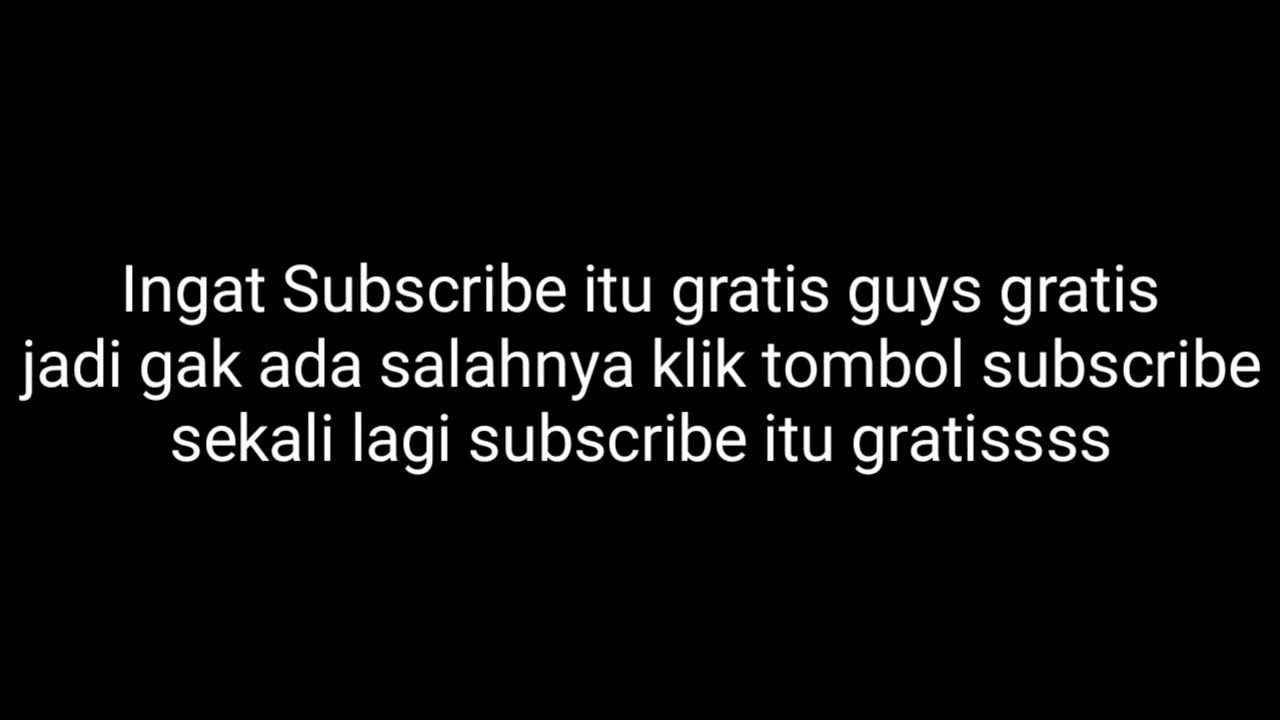 Ingat Subscribe itu gratis guys gratis
jadi gak ada salahnya klik tombol subscribe
sekali lagi subscribe itu gratissss